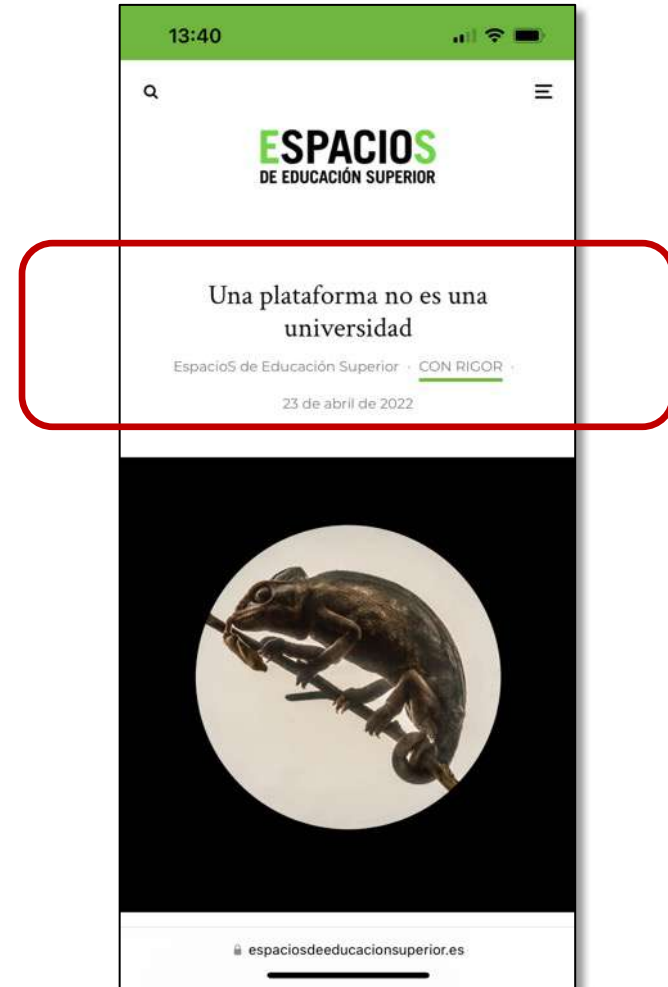 13:40
ESPACIOS
DE EDUCACIÓN SUPERIOR
Una plataforma no es una
universidad
EspacioS de Educación Superior · CON RIGOR ·
23 de abril de 2022
espaciosdeeducacionsuperior.es